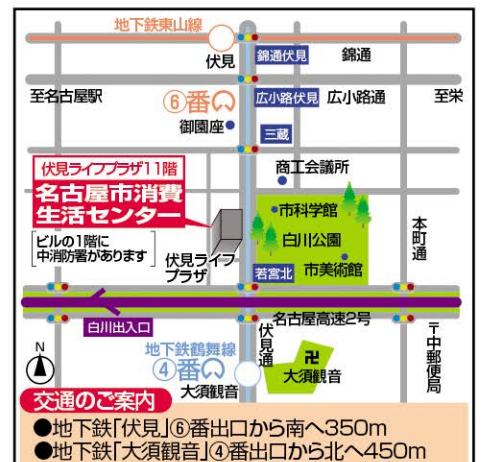 地下鉄東山線
伏見
錦通伏見
錦通
至名古屋駅
⑥番
広小路伏見
広小路通
至栄
御園座
三蔵
商工会議所
伏見ライフプラザ11階
名古屋市消費
生活センター
市科学館
白川公園
ビルの1階に
中消防署があります
伏見ライフ
プラザ
本町通
若宮北
市美術館
白川出入口
名古屋高速2号
伏見通
地下鉄鶴舞線
④番
大須観音
卍
大須観音
〒中郵便局
N
交通のご案内
●地下鉄「伏見」⑥番出口から南へ350m
●地下鉄「大須観音」④番出口から北へ450m